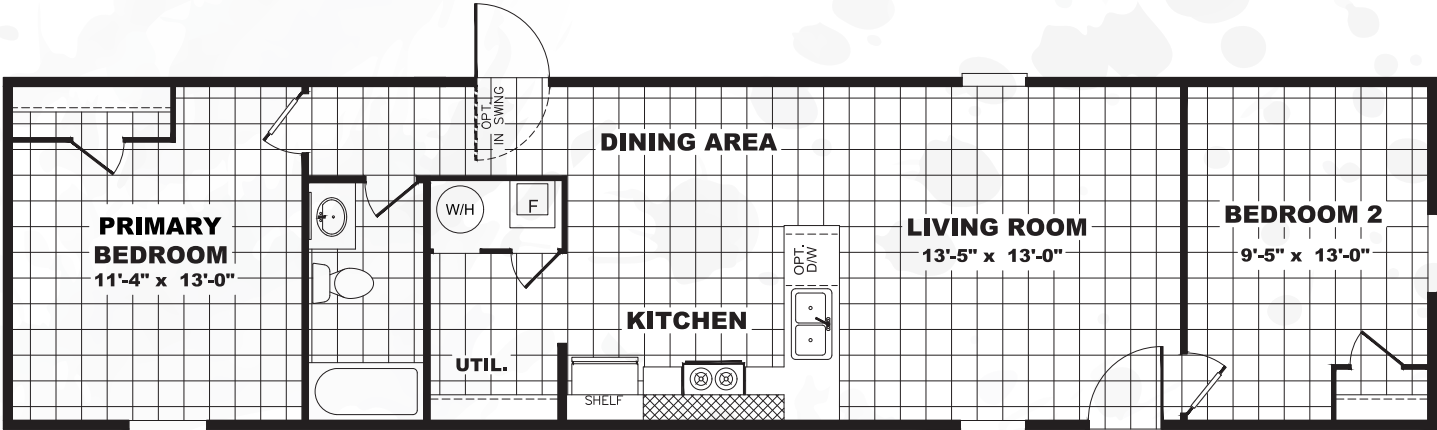 OPT.
IN SWING
DINING AREA
W/H
F
PRIMARY
BEDROOM
11'-4" x 13'-0"
LIVING ROOM
13'-5" x 13'-0"
BEDROOM 2
9'-5" x 13'-0"
OPT.
D/W
KITCHEN
UTIL.
SHELF